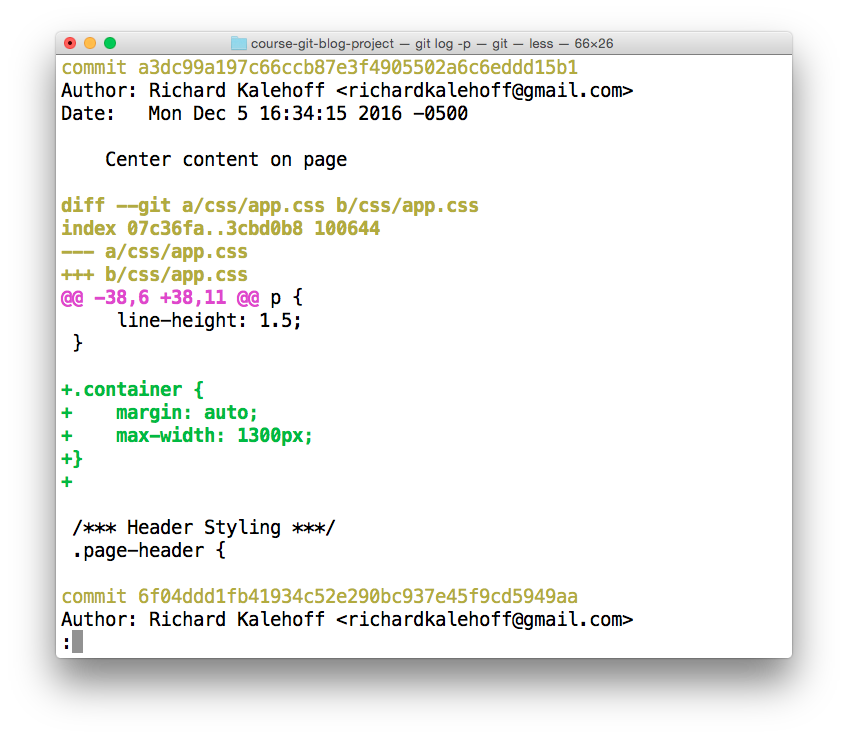 course-git-blog-project — git log -p — git — less — 66×26
commit a3dc99a197c66ccb87e3f4905502a6c6eddd15b1
Author: Richard Kalehoff <richardkalehoff@gmail.com>
Date:   Mon Dec 5 16:34:15 2016 -0500

    Center content on page

diff --git a/css/app.css b/css/app.css
index 07c36fa..3cbd0b8 100644
--- a/css/app.css
+++ b/css/app.css
@@ -38,6 +38,11 @@ p {
     line-height: 1.5;
 }

+.container {
+    margin: auto;
+    max-width: 1300px;
+}
+

 /*** Header Styling ***/
 .page-header {

commit 6f04ddd1fb41934c52e290bc937e45f9cd5949aa
Author: Richard Kalehoff <richardkalehoff@gmail.com>
: